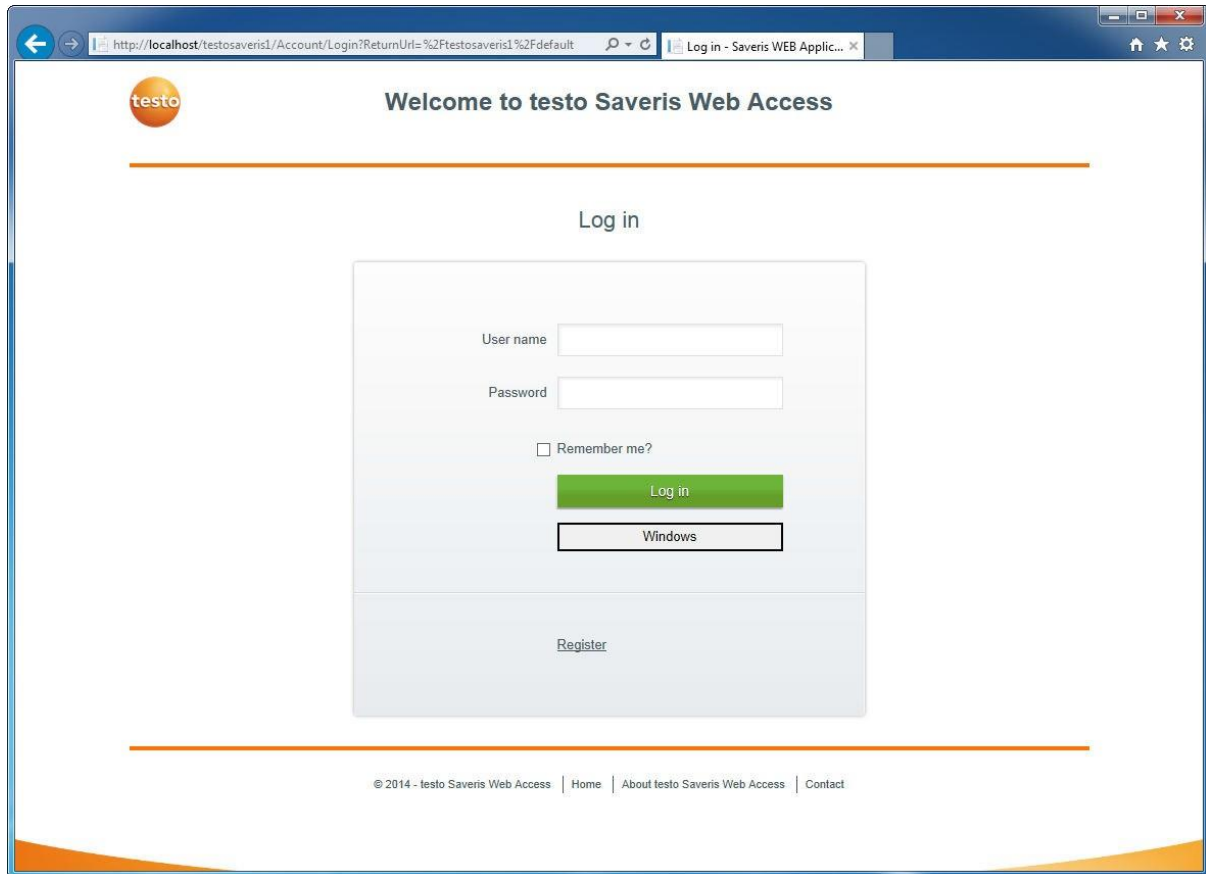 http://localhost/testosaveris1/Account/Login?ReturnUrl=%2Ftestosaveris1%2Fdefault
Log in - Saveris WEB Applic...
testo
Welcome to testo Saveris Web Access
Log in
User name
Password
Remember me?
Log in
Windows
Register
© 2014 - testo Saveris Web Access | Home | About testo Saveris Web Access | Contact